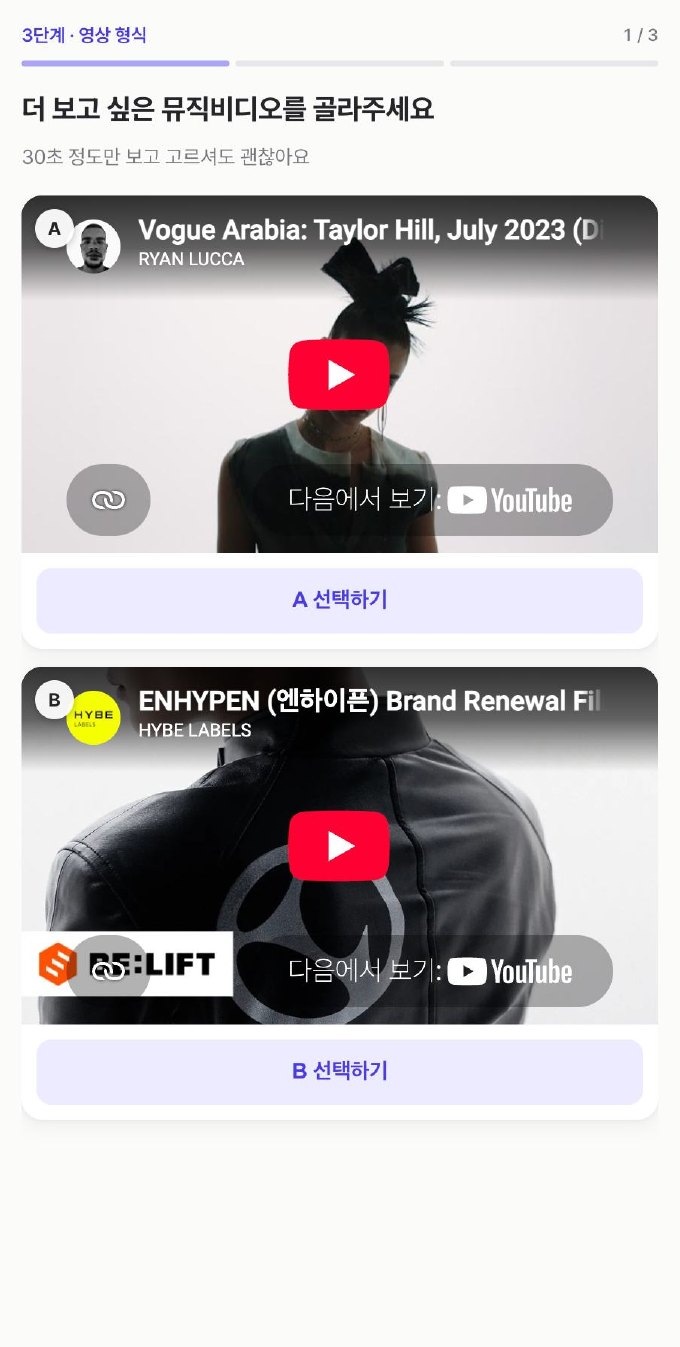 3단계 · 영상 형식
1 / 3
더 보고 싶은 뮤직비디오를 골라주세요
30초 정도만 보고 고르셔도 괜찮아요
A
Vogue Arabia: Taylor Hill, July 2023 (Di
RYAN LUCCA
다음에서 보기: YouTube
A 선택하기
B
HYBE
LABELS
ENHYPEN (엔하이픈) Brand Renewal Fil
HYBE LABELS
RE:LIFT
다음에서 보기: YouTube
B 선택하기